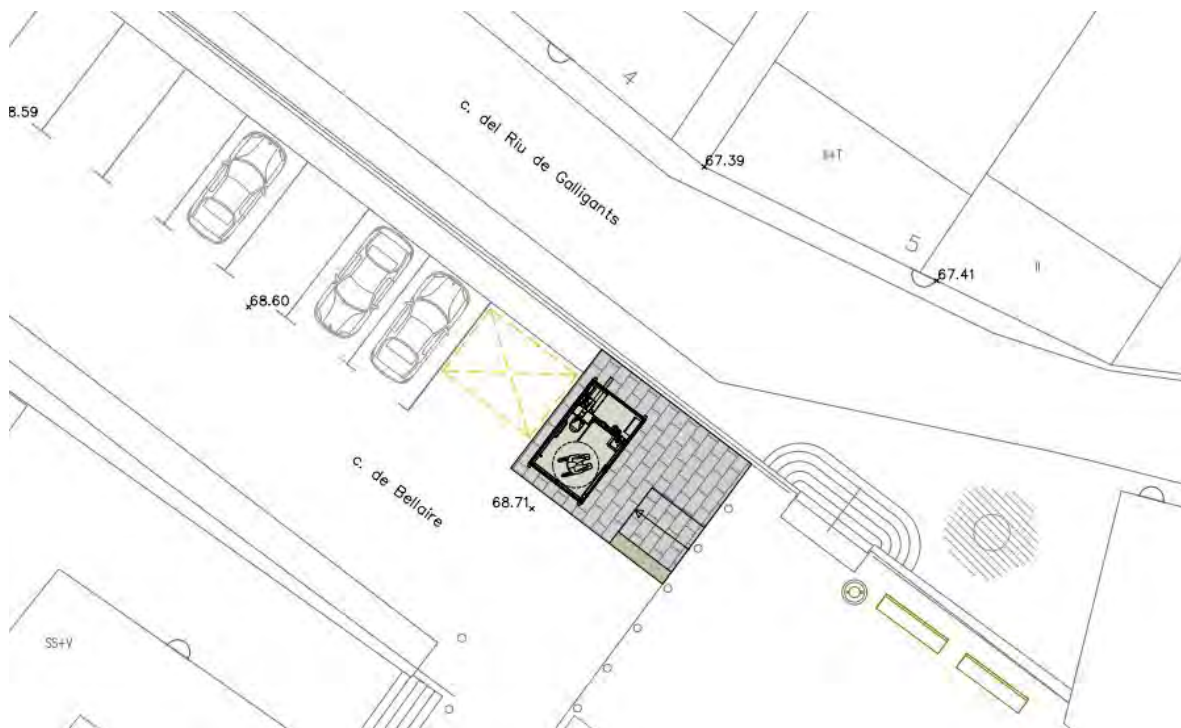 4
c. del Riu de Galligants
8.59
67.39
II+T
5
67.41
II
68.60
c. de Bellaire
68.71
SS+V